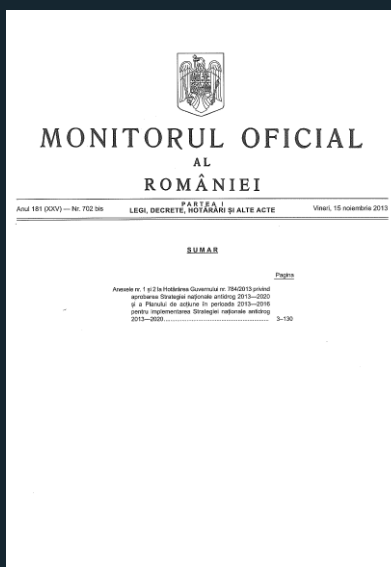 MONITORUL OFICIAL
AL
ROMÂNIEI
Anul 181 (XXV) — Nr. 702 bis
PARTEA I
LEGI, DECRETE, HOTĂRÂRI ȘI ALTE ACTE
Vineri, 15 noiembrie 2013
SUMAR
Pagina
Anexele nr. 1 și 2 la Hotărârea Guvernului nr. 784/2013 privind
aprobarea Strategiei naționale antidrog 2013—2020
și a Planului de acțiune în perioada 2013—2016
pentru implementarea Strategiei naționale antidrog
2013—2020.................................................... 3–130